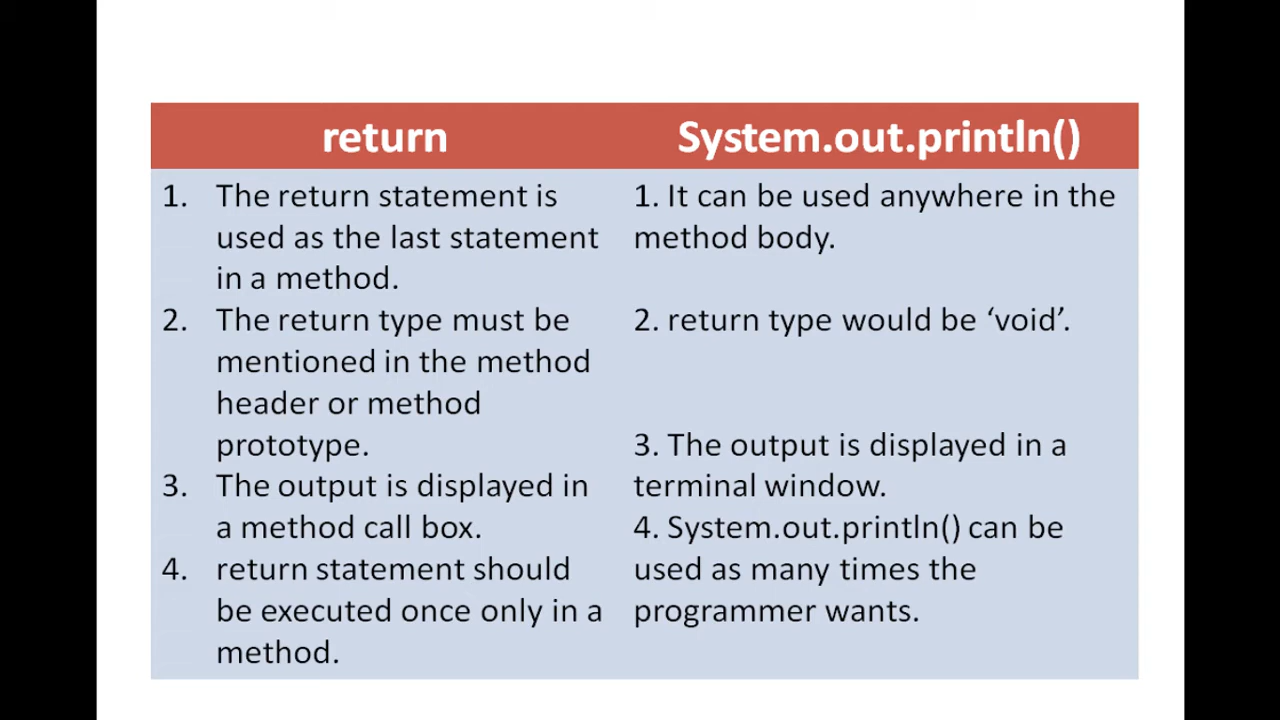 return
System.out.println()
1. The return statement is
used as the last statement
in a method.
2. The return type must be
mentioned in the method
header or method
prototype.
3. The output is displayed in
a method call box.
4. return statement should
be executed once only in a
method.
1. It can be used anywhere in the
method body.
2. return type would be ‘void’.
3. The output is displayed in a
terminal window.
4. System.out.println() can be
used as many times the
programmer wants.